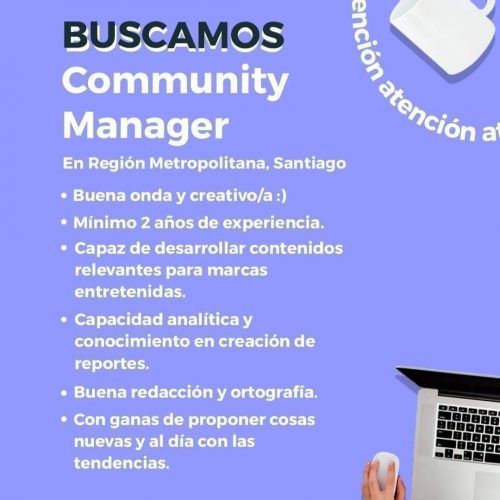 BUSCAMOS
Community
Manager
En Región Metropolitana, Santiago
• Buena onda y creativo/a :)
• Mínimo 2 años de experiencia.
• Capaz de desarrollar contenidos
relevantes para marcas
entretenidas.
• Capacidad analítica y
conocimiento en creación de
reportes.
• Buena redacción y ortografía.
• Con ganas de proponer cosas
nuevas y al día con las
tendencias.
ención atención at